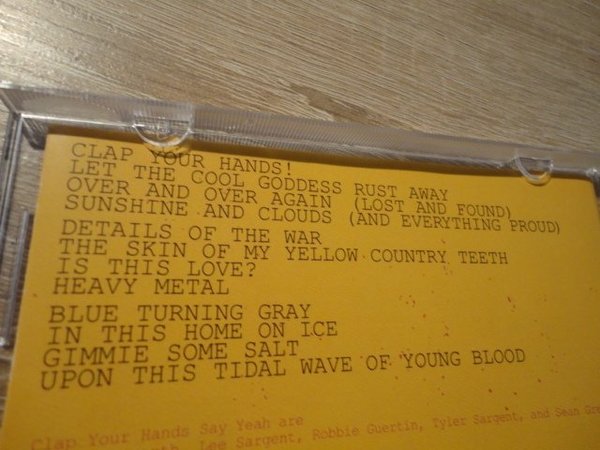 CLAP YOUR HANDS!
LET THE COOL GODDESS RUST AWAY
OVER AND OVER AGAIN (LOST AND FOUND)
SUNSHINE AND CLOUDS (AND EVERYTHING PROUD)
DETAILS OF THE WAR
THE SKIN OF MY YELLOW COUNTRY TEETH
IS THIS LOVE?
HEAVY METAL
BLUE TURNING GRAY
IN THIS HOME ON ICE
GIMMIE SOME SALT
UPON THIS TIDAL WAVE OF YOUNG BLOOD
Clap Your Hands Say Yeah are
Lee Sargent, Robbie Guertin, Tyler Sargent, and Sean